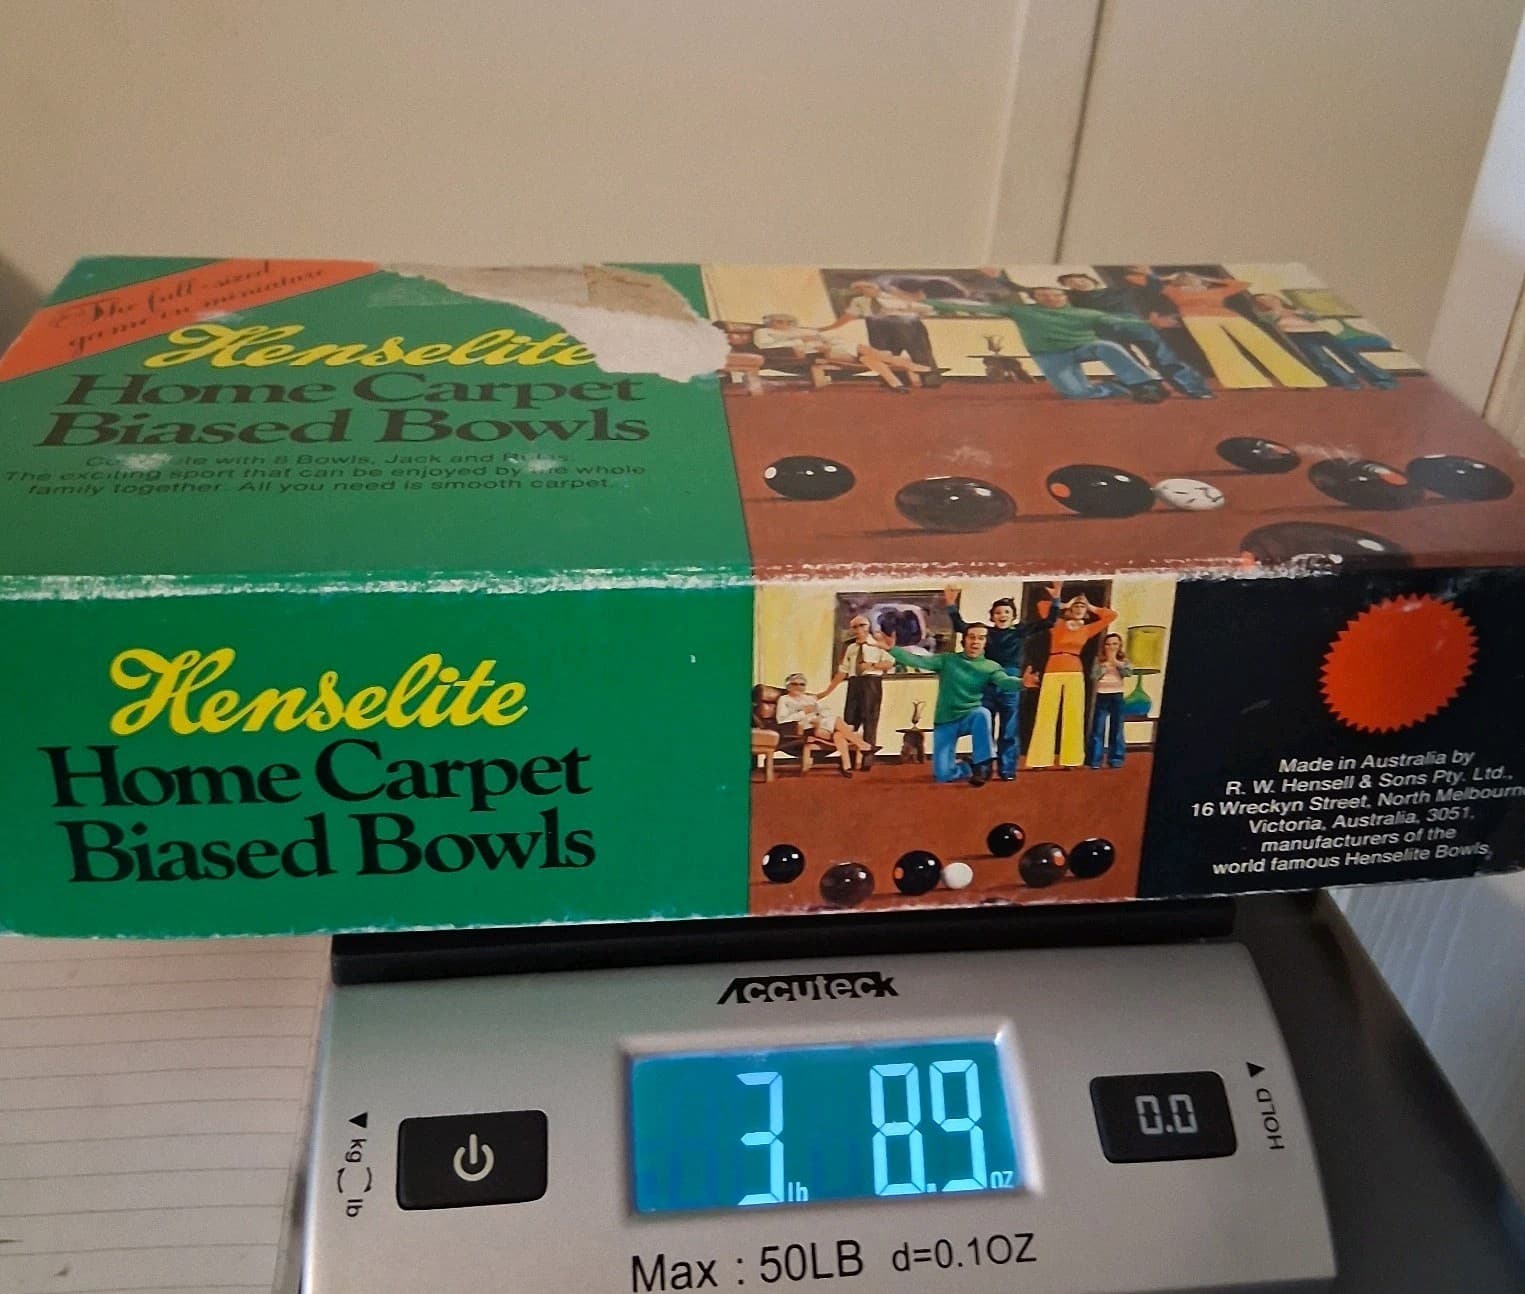 The full-sized
game in miniature
Henselite
Home Carpet
Biased Bowls
with 8 Bowls, Jack and
The exciting sport that can be enjoyed by whole
family together. All you need is smooth carpet.
Henselite
Home Carpet
Biased Bowls
Made in Australia by
R. W. Hensell & Sons Pty. Ltd.,
16 Wreckyn Street, North Melbourn
Victoria, Australia, 3051,
manufacturers of the
world famous Henselite Bowls,
Accuteck
3 lb 8.9 oz
0.0
HOLD
kg lb
Max : 50LB d=0.1OZ